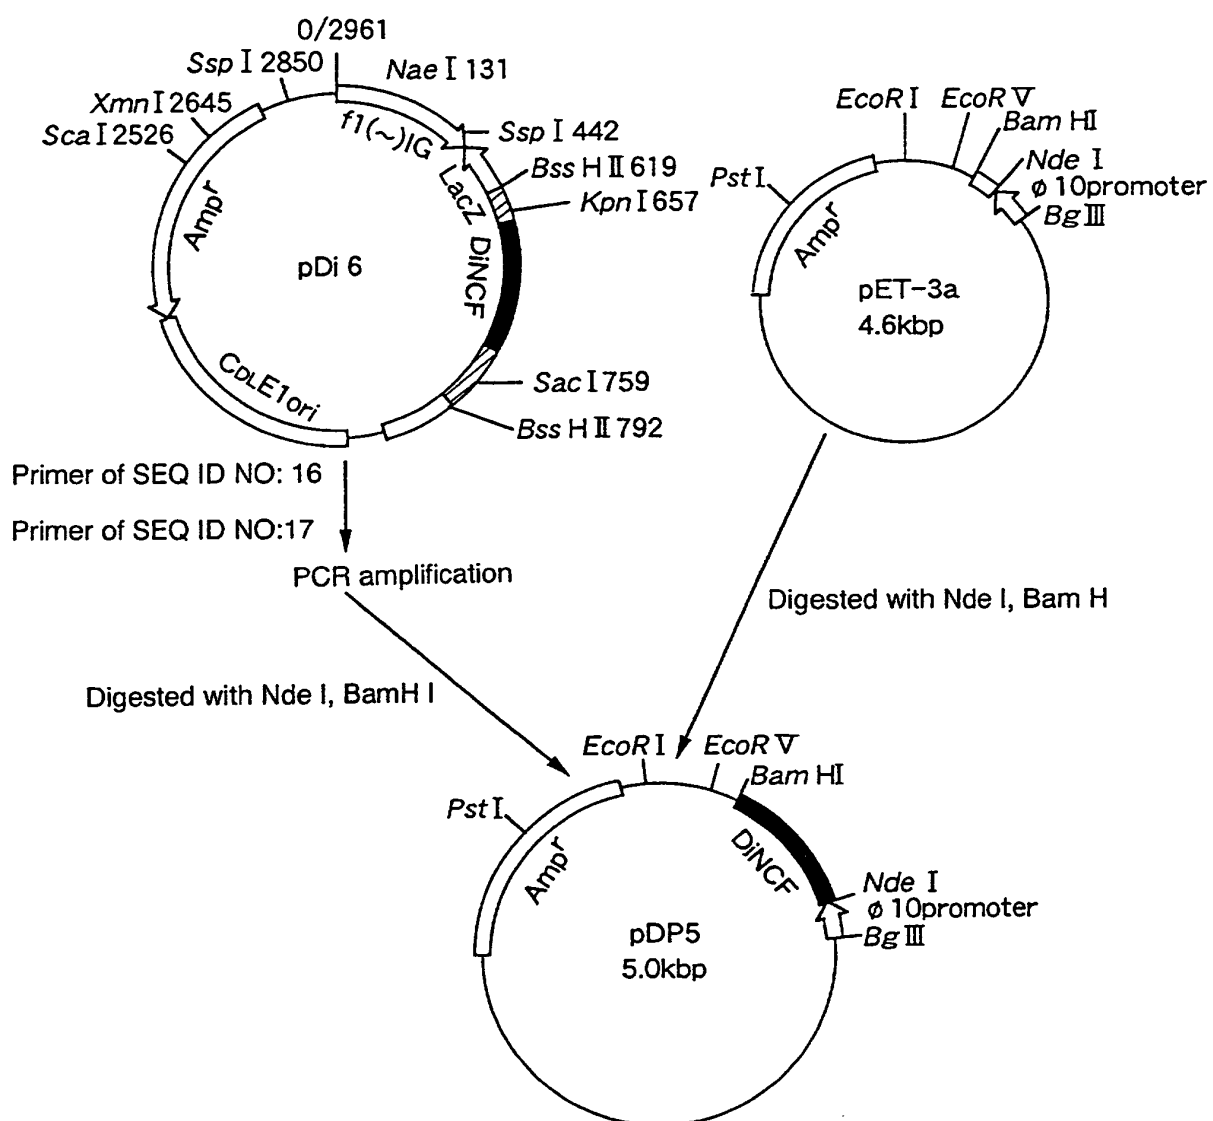 0/2961
Ssp I 2850
Nae I 131
Xmn I 2645
Sca I 2526
Ssp I 442
f1(~)IG
Bss H II 619
LacZ
Kpn I 657
Ampr
pDi 6
DiNCF
Sac I 759
CDLE1ori
Bss H II 792
EcoR I
EcoR V
Bam HI
Nde I
Pst I
ø 10promoter
Bg III
Ampr
pET-3a
4.6kbp
Primer of SEQ ID NO: 16
Primer of SEQ ID NO:17
PCR amplification
Digested with Nde I, Bam H
Digested with Nde I, BamH I
EcoR I
EcoR V
Bam HI
Pst I
Ampr
DiNCF
Nde I
ø 10promoter
Bg III
pDP5
5.0kbp